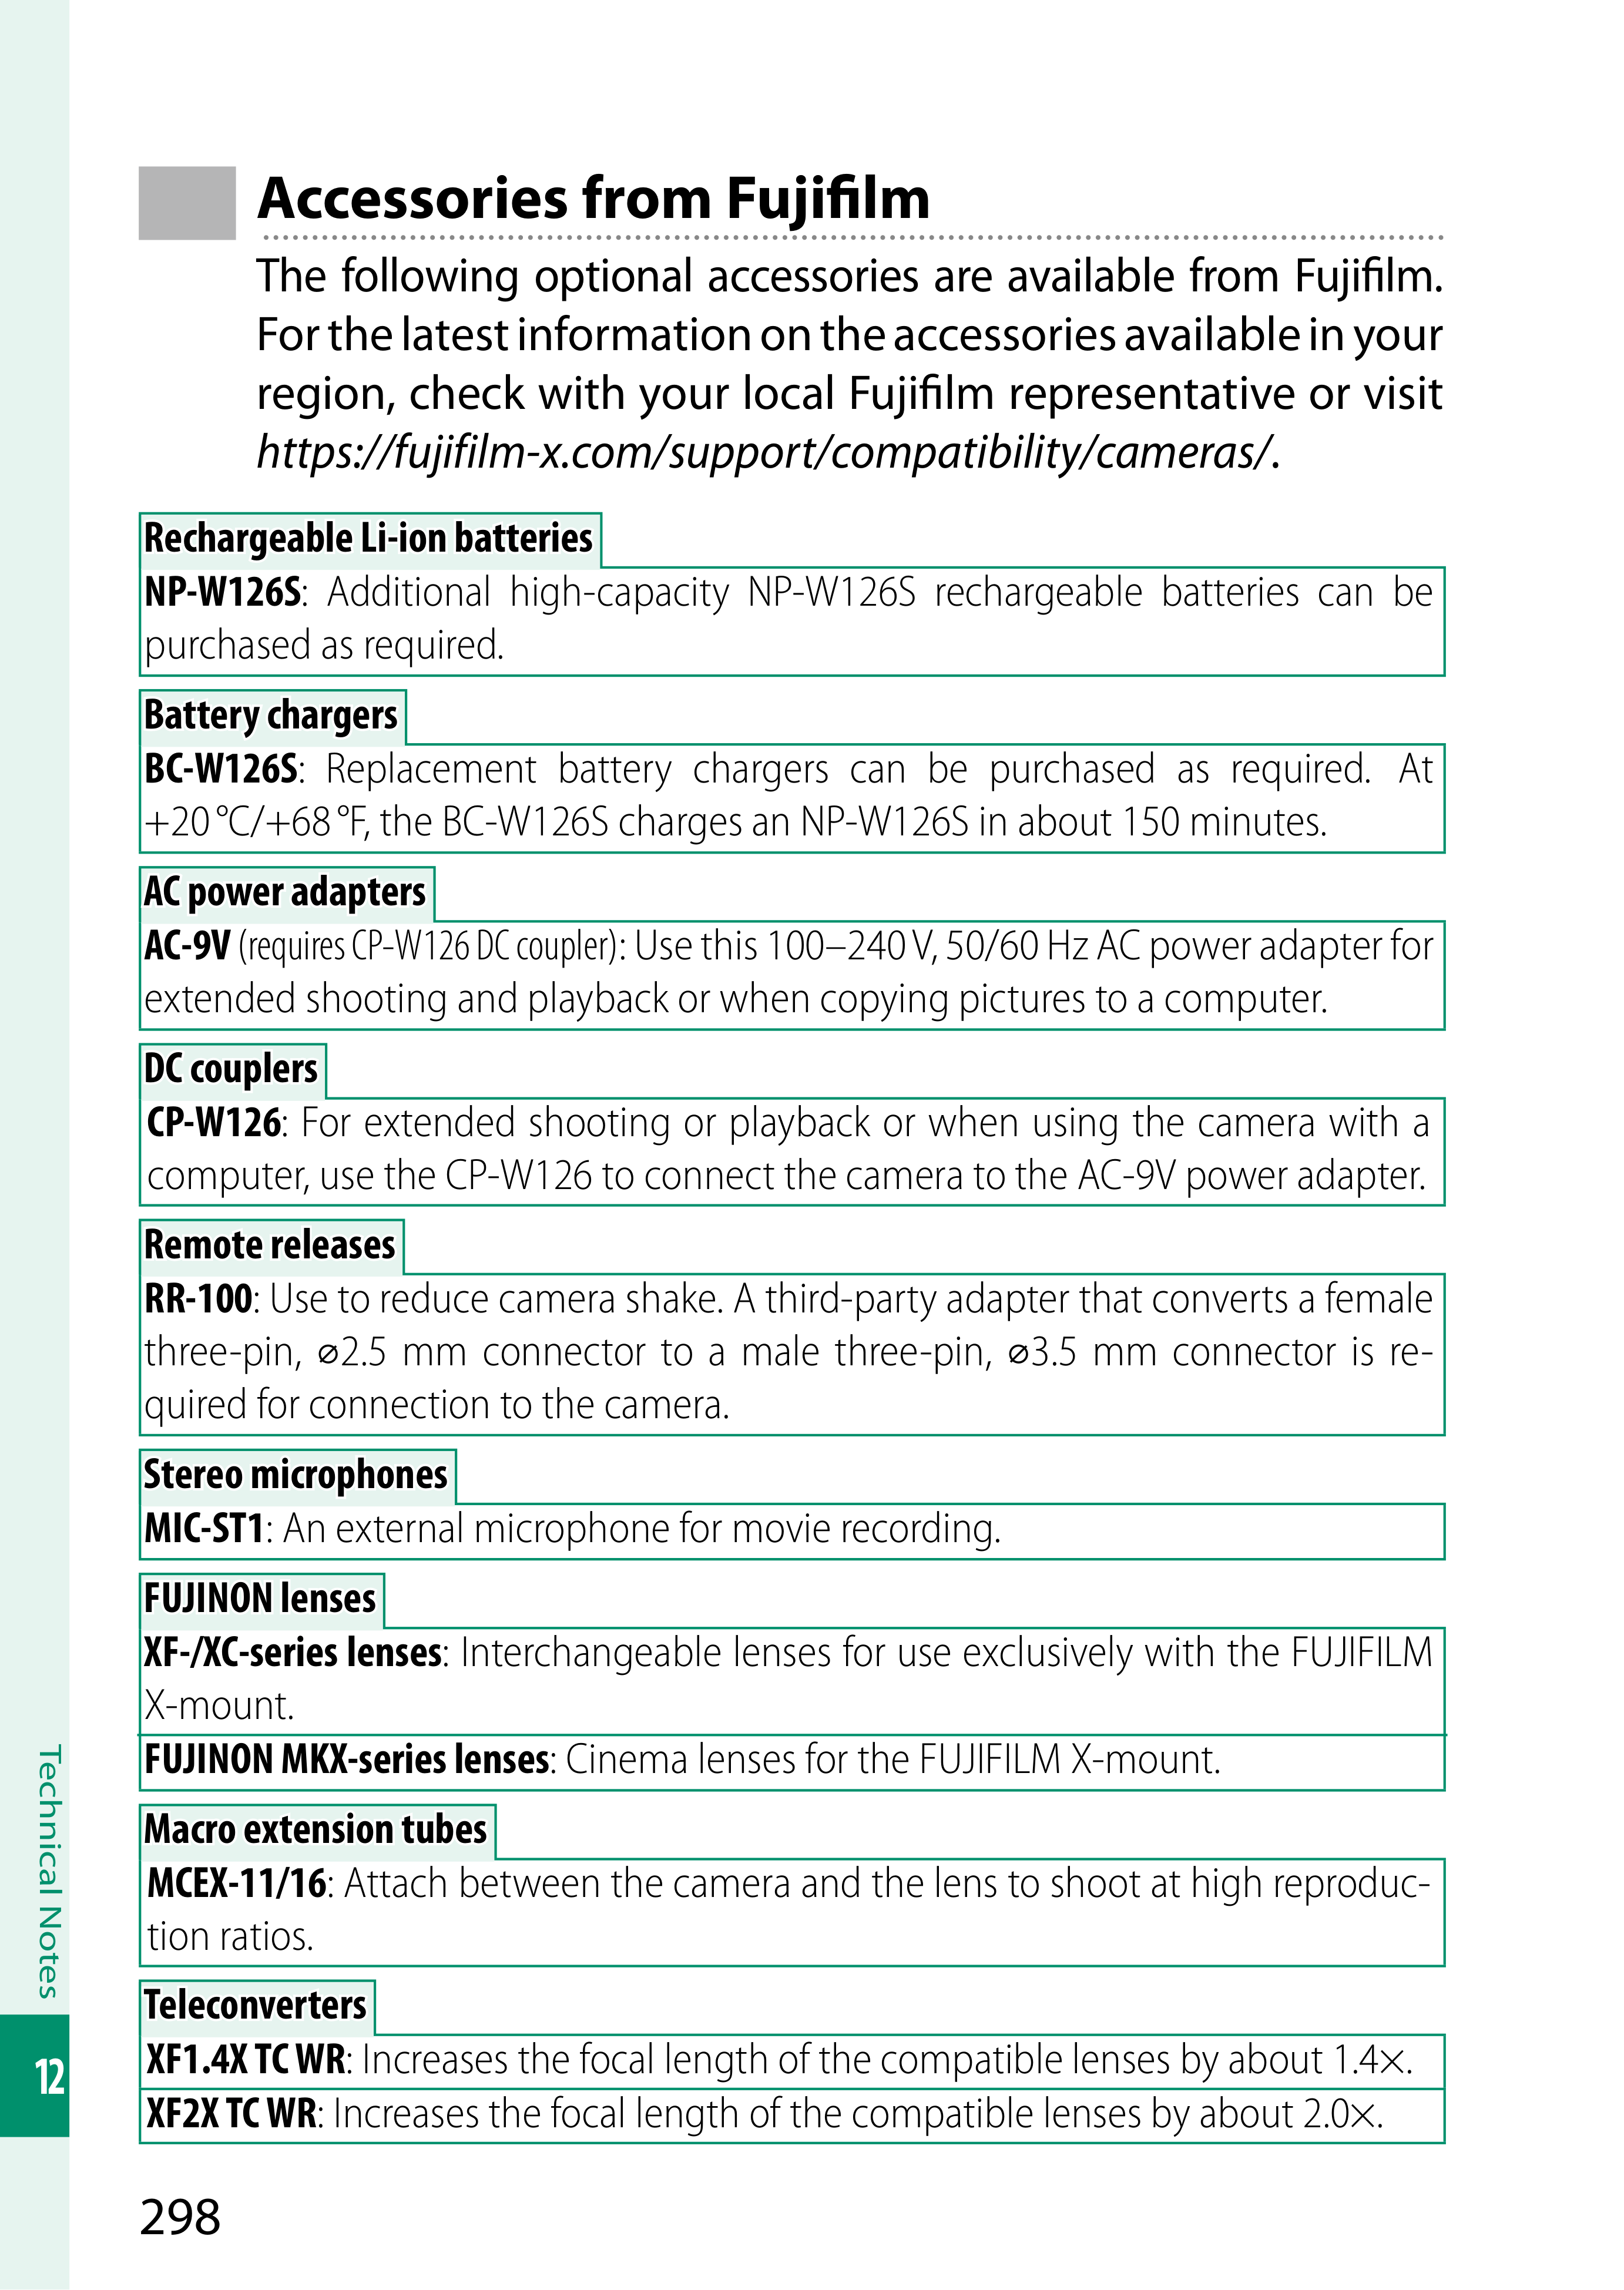 Accessories from Fujifilm
The following optional accessories are available from Fujifilm.
For the latest information on the accessories available in your
region, check with your local Fujifilm representative or visit
https://fujifilm-x.com/support/compatibility/cameras/.
Rechargeable Li-ion batteries
NP-W126S: Additional high-capacity NP-W126S rechargeable batteries can be
purchased as required.
Battery chargers
BC-W126S: Replacement battery chargers can be purchased as required. At
+20 °C/+68 °F, the BC-W126S charges an NP-W126S in about 150 minutes.
AC power adapters
AC-9V (requires CP-W126 DC coupler): Use this 100–240 V, 50/60 Hz AC power adapter for
extended shooting and playback or when copying pictures to a computer.
DC couplers
CP-W126: For extended shooting or playback or when using the camera with a
computer, use the CP-W126 to connect the camera to the AC-9V power adapter.
Remote releases
RR-100: Use to reduce camera shake. A third-party adapter that converts a female
three-pin, ⌀2.5 mm connector to a male three-pin, ⌀3.5 mm connector is re-
quired for connection to the camera.
Stereo microphones
MIC-ST1: An external microphone for movie recording.
FUJINON lenses
XF-/XC-series lenses: Interchangeable lenses for use exclusively with the FUJIFILM
X-mount.
FUJINON MKX-series lenses: Cinema lenses for the FUJIFILM X-mount.
Macro extension tubes
MCEX-11/16: Attach between the camera and the lens to shoot at high reproduc-
tion ratios.
Teleconverters
XF1.4X TC WR: Increases the focal length of the compatible lenses by about 1.4×.
XF2X TC WR: Increases the focal length of the compatible lenses by about 2.0×.
Technical Notes
12
298